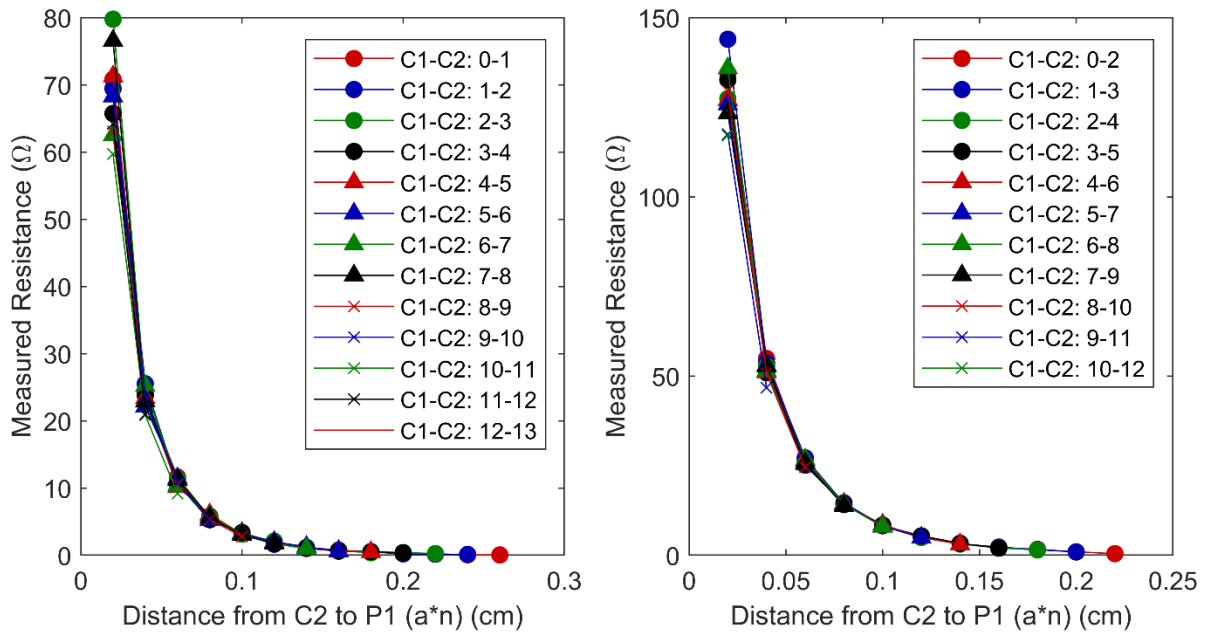 80
70
60
50
40
30
20
10
0
Measured Resistance (Ω)
0
0.1
0.2
0.3
Distance from C2 to P1 (a*n) (cm)
C1-C2: 0-1
C1-C2: 1-2
C1-C2: 2-3
C1-C2: 3-4
C1-C2: 4-5
C1-C2: 5-6
C1-C2: 6-7
C1-C2: 7-8
C1-C2: 8-9
C1-C2: 9-10
C1-C2: 10-11
C1-C2: 11-12
C1-C2: 12-13
150
100
50
0
Measured Resistance (Ω)
0
0.05
0.1
0.15
0.2
0.25
Distance from C2 to P1 (a*n) (cm)
C1-C2: 0-2
C1-C2: 1-3
C1-C2: 2-4
C1-C2: 3-5
C1-C2: 4-6
C1-C2: 5-7
C1-C2: 6-8
C1-C2: 7-9
C1-C2: 8-10
C1-C2: 9-11
C1-C2: 10-12